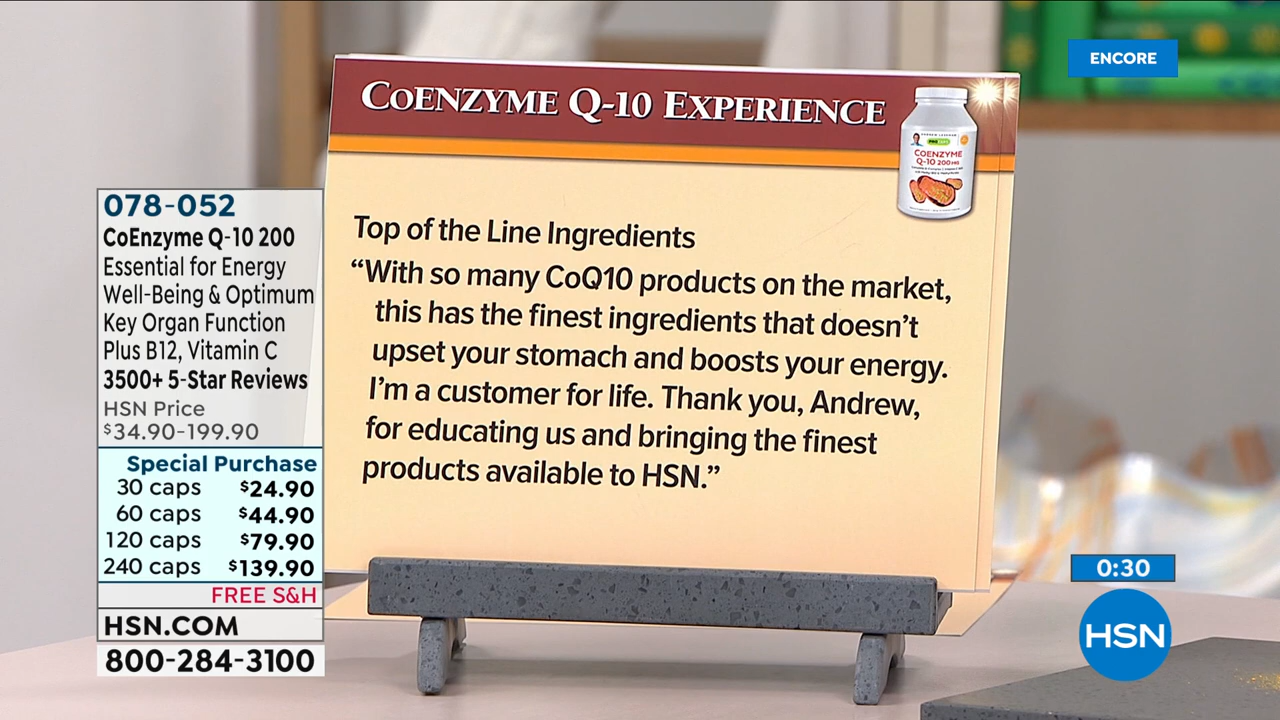 ENCORE
COENZYME Q-10 EXPERIENCE
COENZYME
Q-10 200 MG
Top of the Line Ingredients
“With so many CoQ10 products on the market,
this has the finest ingredients that doesn’t
upset your stomach and boosts your energy.
I’m a customer for life. Thank you, Andrew,
for educating us and bringing the finest
products available to HSN.”
078-052
CoEnzyme Q-10 200
Essential for Energy
Well-Being & Optimum
Key Organ Function
Plus B12, Vitamin C
3500+ 5-Star Reviews
HSN Price
$34.90-199.90
Special Purchase
30 caps $24.90
60 caps $44.90
120 caps $79.90
240 caps $139.90
FREE S&H
HSN.COM
800-284-3100
0:30
HSN